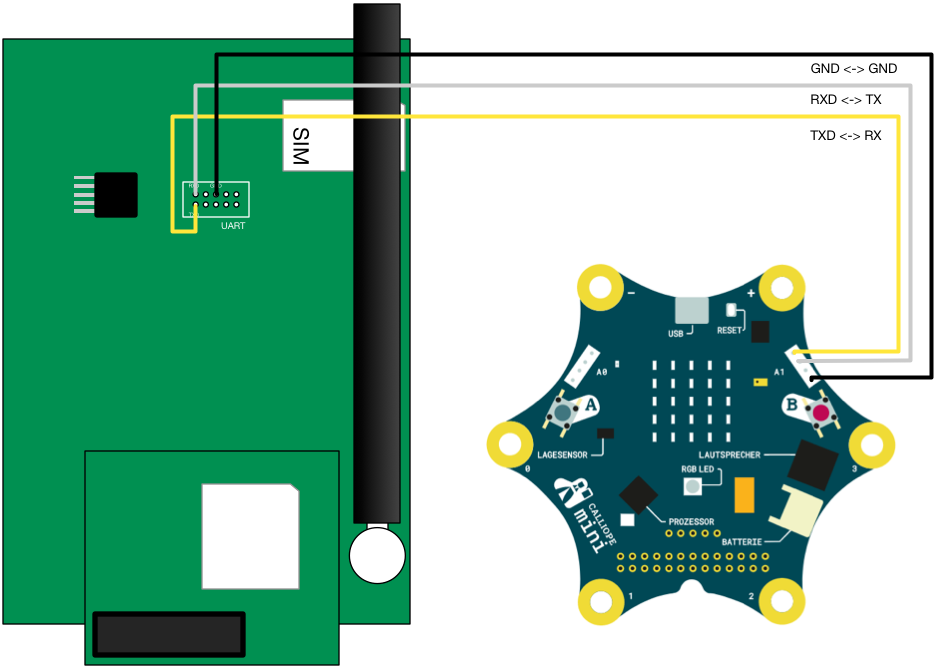 GND <-> GND
RXD <-> TX
TXD <-> RX
SIM
UART
-
+
USB
RESET
A0
A1
A
B
LAGESENSOR
LAUTSPRECHER
0
3
RGB LED
CALLIOPE
mini
PROZESSOR
BATTERIE
1
2